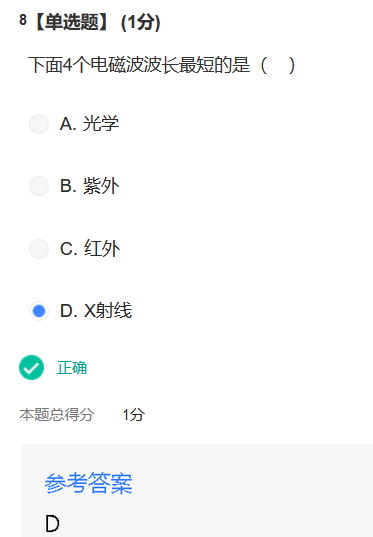 8【单选题】(1分)
下面4个电磁波波长最短的是（ ）
A. 光学
B. 紫外
C. 红外
D. X射线
正确
本题总得分 1分
参考答案
D